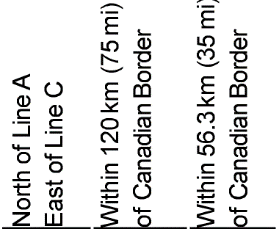 North of Line A
East of Line C
Within 120 km (75 mi)
of Canadian Border
Within 56.3 km (35 mi)
of Canadian Border